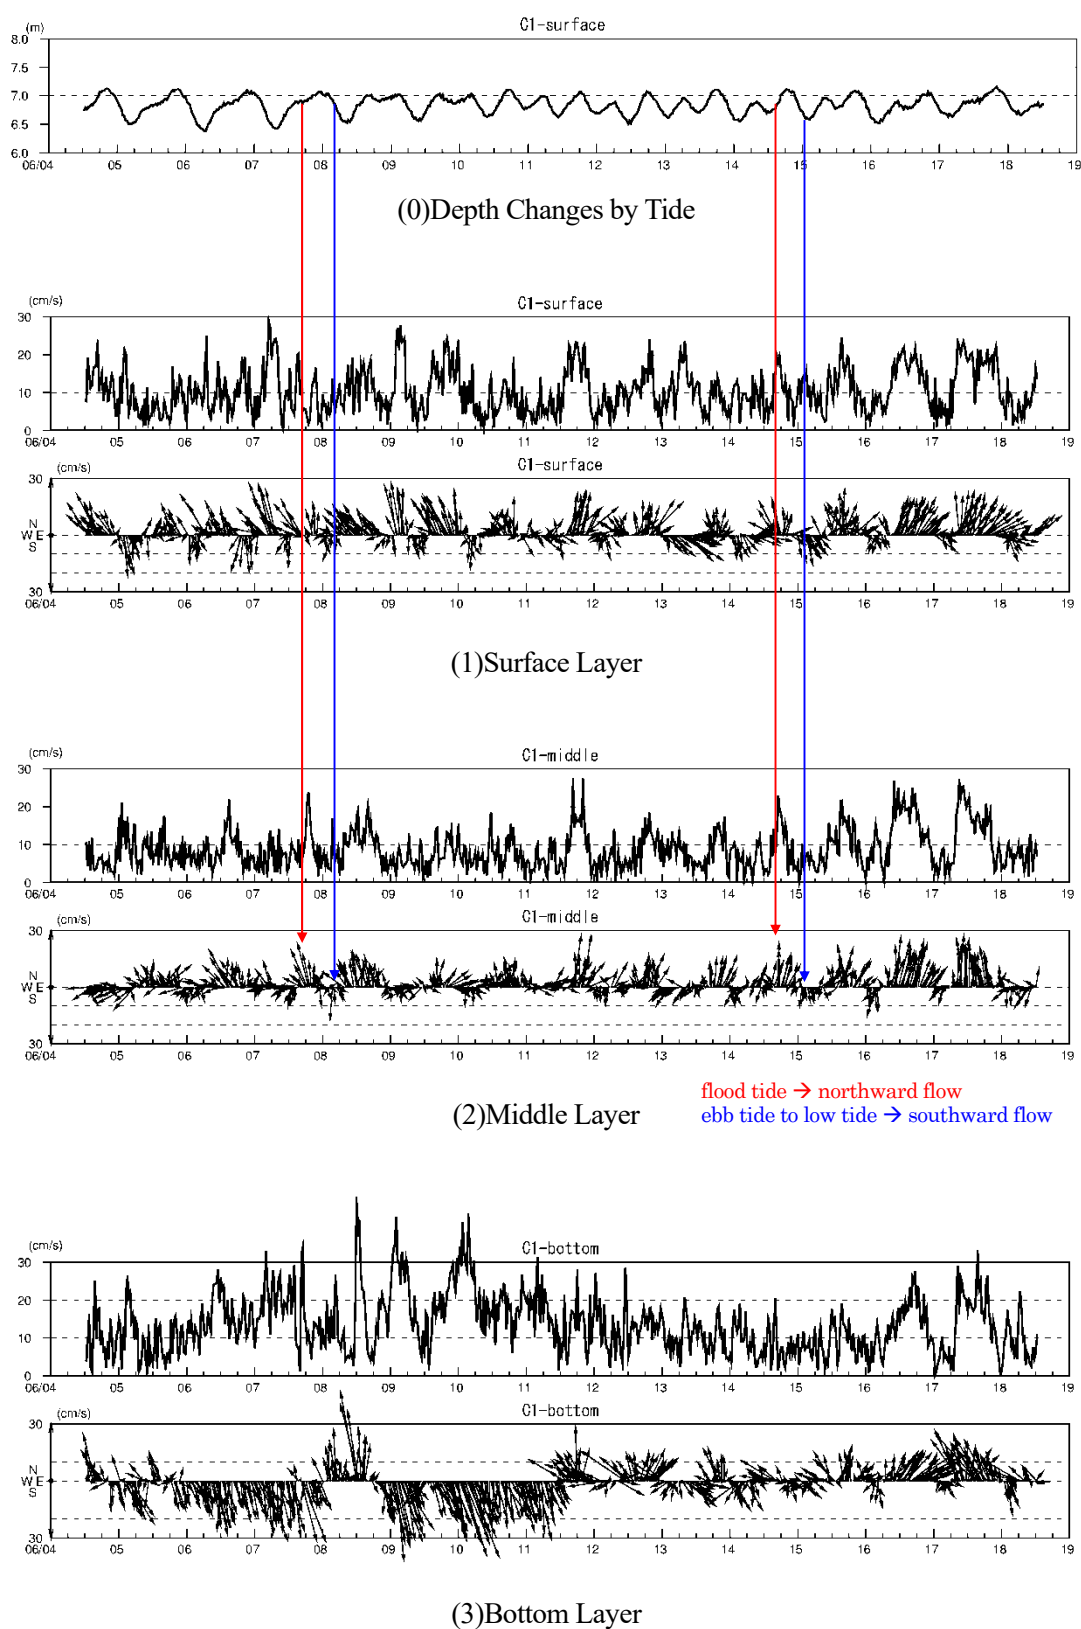 C1-surface
(m)
8.0
7.5
7.0
6.5
6.0
06/04 05 06 07 08 09 10 11 12 13 14 15 16 17 18 19
(0)Depth Changes by Tide
C1-surface
(cm/s)
30
20
10
0
06/04 05 06 07 08 09 10 11 12 13 14 15 16 17 18 19
C1-surface
(cm/s)
30
N
W E
S
30
06/04 05 06 07 08 09 10 11 12 13 14 15 16 17 18 19
(1)Surface Layer
C1-middle
(cm/s)
30
20
10
0
06/04 05 06 07 08 09 10 11 12 13 14 15 16 17 18 19
C1-middle
(cm/s)
30
N
W E
S
30
06/04 05 06 07 08 09 10 11 12 13 14 15 16 17 18 19
flood tide → northward flow
ebb tide to low tide → southward flow
(2)Middle Layer
C1-bottom
(cm/s)
30
20
10
0
06/04 05 06 07 08 09 10 11 12 13 14 15 16 17 18 19
C1-bottom
(cm/s)
30
N
W E
S
30
06/04 05 06 07 08 09 10 11 12 13 14 15 16 17 18 19
(3)Bottom Layer